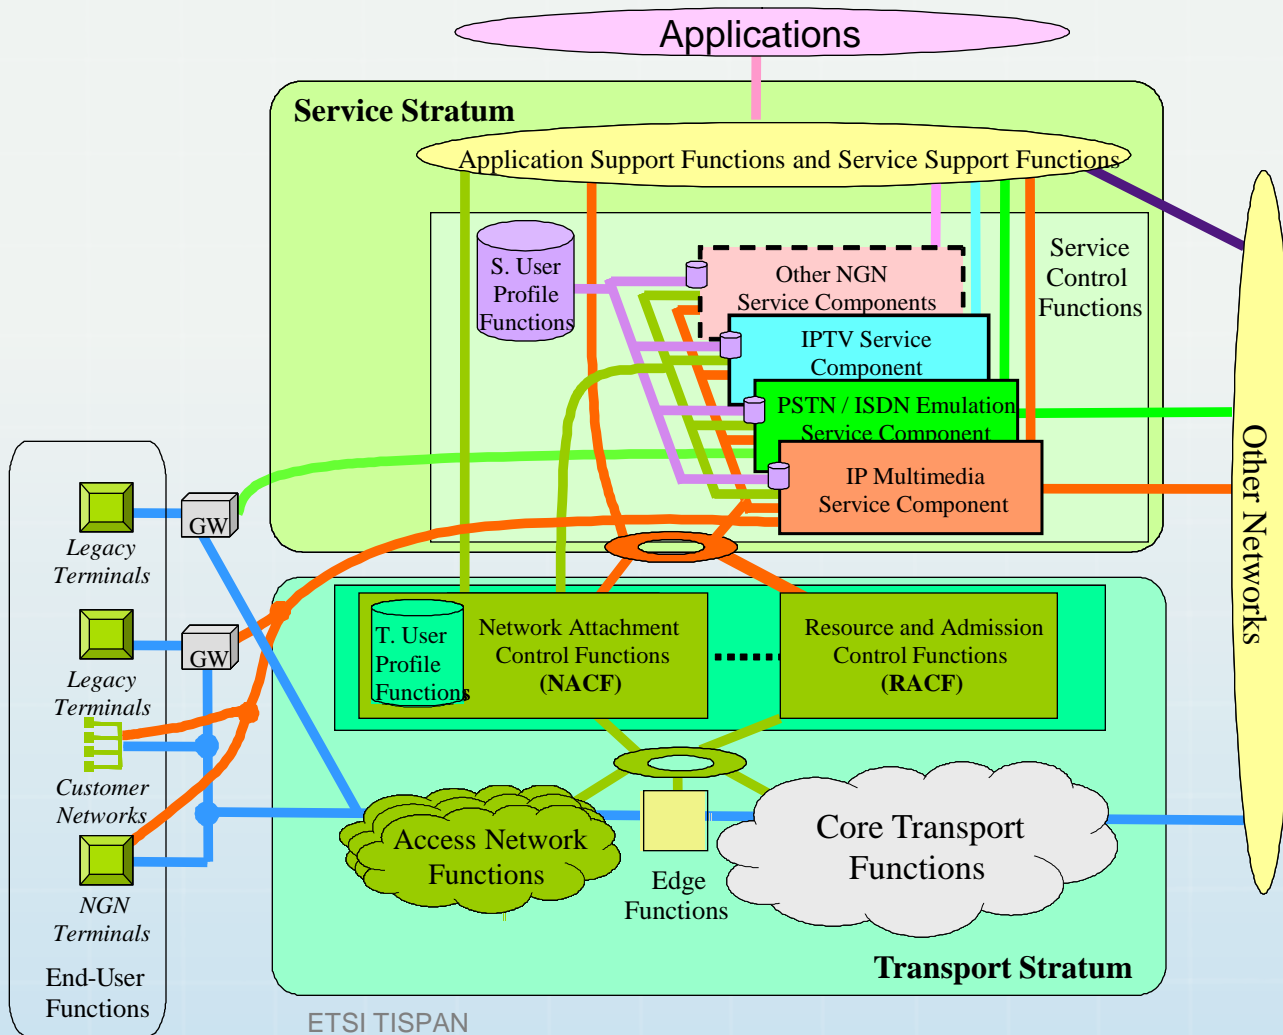 Applications
Service Stratum
Application Support Functions and Service Support Functions
S. User
Profile
Functions
Other NGN
Service Components
Service
Control
Functions
IPTV Service
Component
PSTN / ISDN Emulation
Service Component
IP Multimedia
Service Component
Other Networks
GW
Legacy
Terminals
GW
Legacy
Terminals
Customer
Networks
NGN
Terminals
End-User
Functions
T. User
Profile
Functions
Network Attachment
Control Functions
(NACF)
Resource and Admission
Control Functions
(RACF)
Access Network
Functions
Edge
Functions
Core Transport
Functions
Transport Stratum
ETSI TISPAN